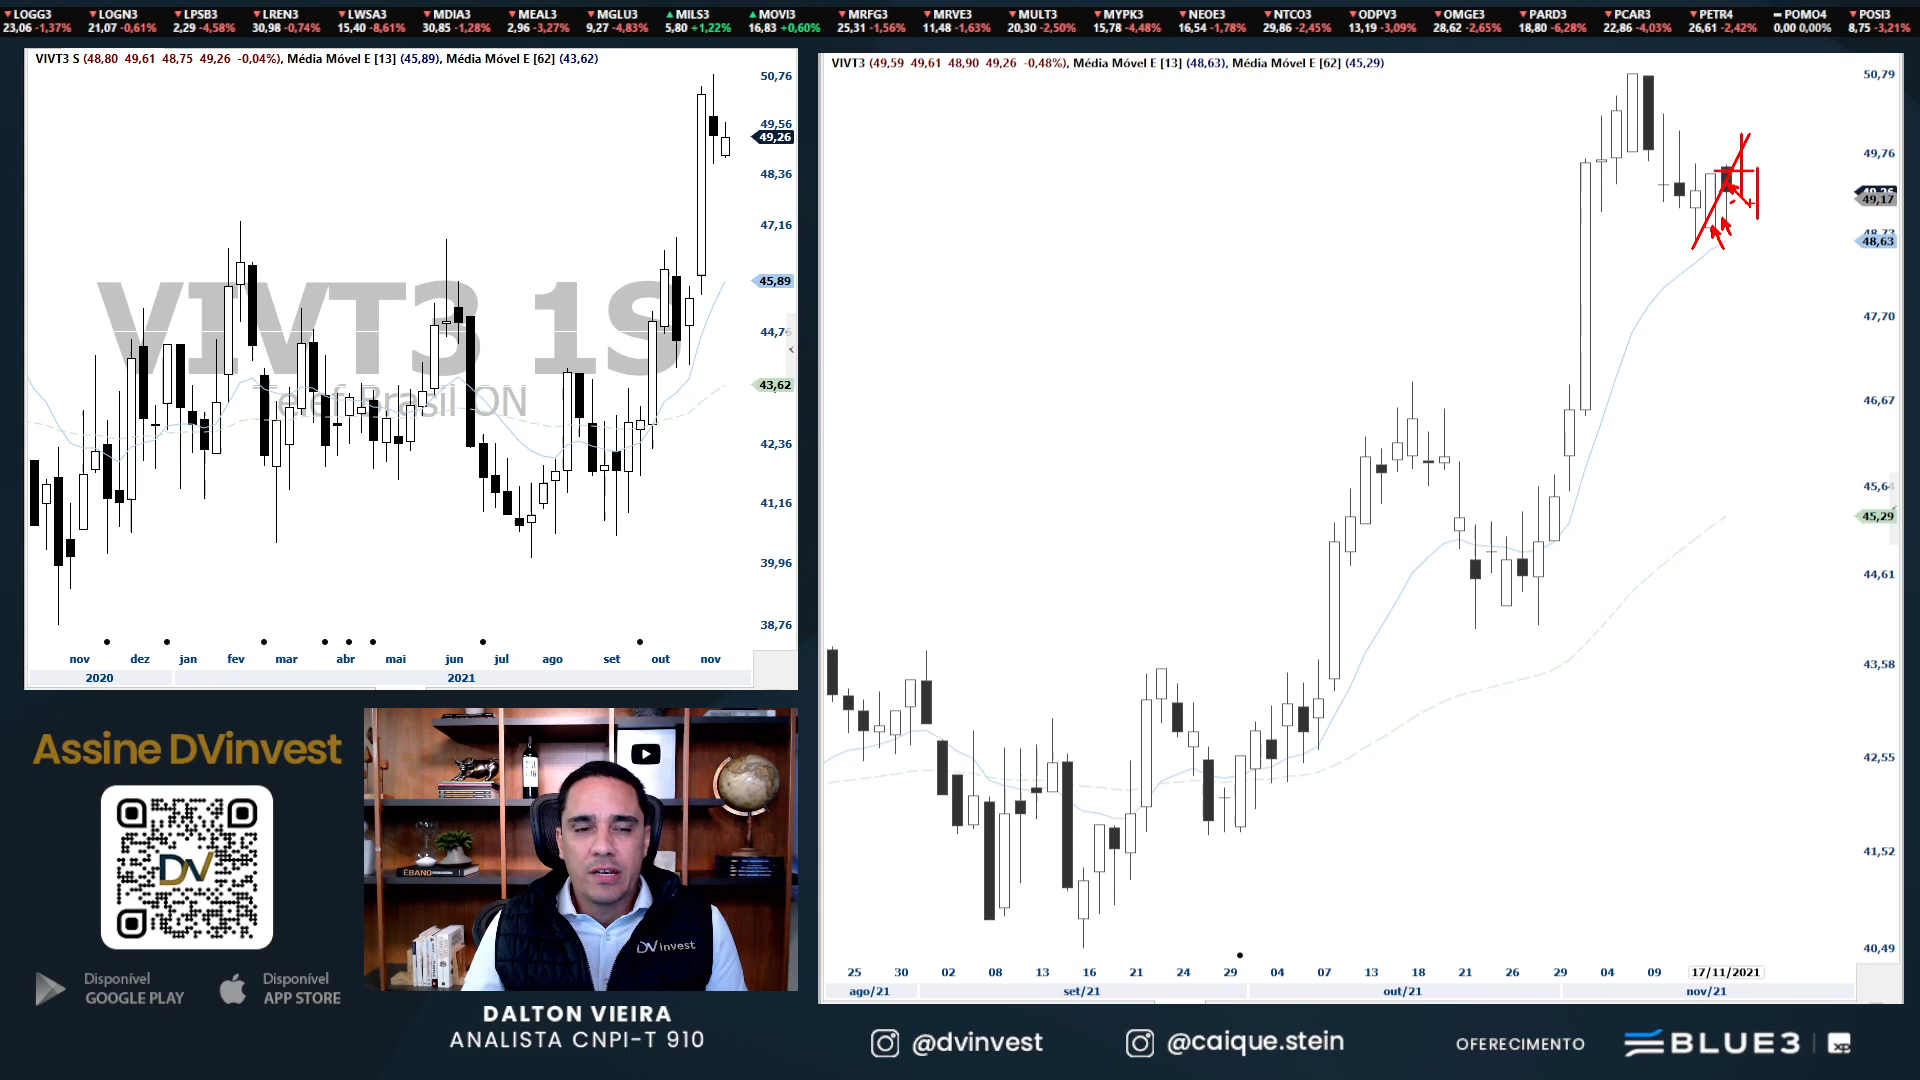 LOGG3 LOGN3 LPSB3 LREN3 LWSA3 MDIA3 MEAL3 MGLU3 MILS3 MOVI3 MRFG3 MRVE3 MULT3 MYPK3 NEOE3 NTCO3 ODPV3 OMGE3 PARD3 PCAR3 PETR4 POMO4 POSI3
23,06 -1,37% 21,07 -0,61% 2,29 -4,58% 30,98 -0,74% 15,40 -8,61% 30,85 -1,28% 2,96 -3,27% 9,27 -4,83% 5,80 +1,22% 16,83 +0,60% 25,31 -1,56% 11,48 -1,63% 20,30 -2,50% 15,78 -4,48% 16,54 -1,78% 29,86 -2,45% 13,19 -3,09% 28,62 -2,65% 18,80 -6,28% 22,86 -4,03% 26,61 -2,42% 0,00 0,00% 8,75 -3,21%
VIVT3 S (48,80 49,61 48,75 49,26 -0,04%), Média Móvel E [13] (45,89), Média Móvel E [62] (43,62)
50,76
49,56
49,26
48,36
47,16
45,89
44,76
43,62
42,36
41,16
39,96
38,76
VIVT3 1S
Telef Brasil ON
nov dez jan fev mar abr mai jun jul ago set out nov
2020 2021
VIVT3 (49,59 49,61 48,90 49,26 -0,48%), Média Móvel E [13] (48,63), Média Móvel E [62] (45,29)
50,79
49,76
49,26
49,17
48,73
48,63
47,70
46,67
45,64
45,29
44,61
43,58
42,55
41,52
40,49
25 30 02 08 13 16 21 24 29 04 07 13 18 21 26 29 04 09 17/11/2021
ago/21 set/21 out/21 nov/21
Assine DVinvest
DV
Disponível
GOOGLE PLAY
Disponível
APP STORE
ÉBANO
DV invest
DALTON VIEIRA
ANALISTA CNPI-T 910
@dvinvest
@caique.stein
OFERECIMENTO
BLUE3
xp